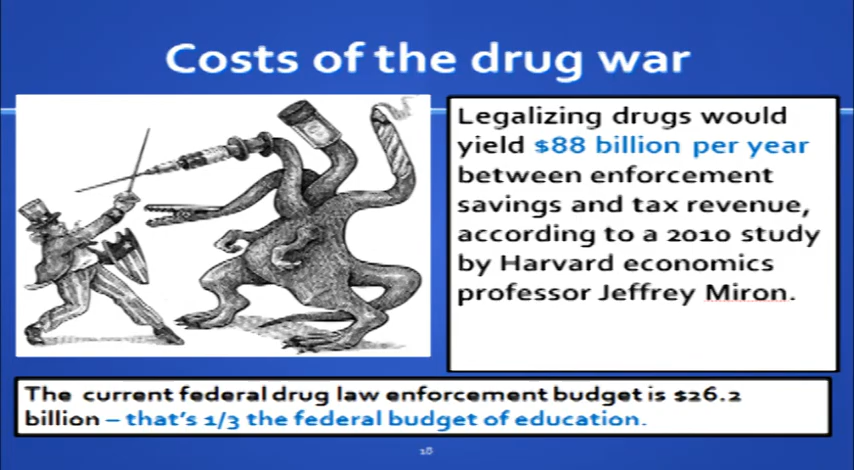 Costs of the drug war
Legalizing drugs would
yield $88 billion per year
between enforcement
savings and tax revenue,
according to a 2010 study
by Harvard economics
professor Jeffrey Miron.
The current federal drug law enforcement budget is $26.2
billion – that's 1/3 the federal budget of education.
18